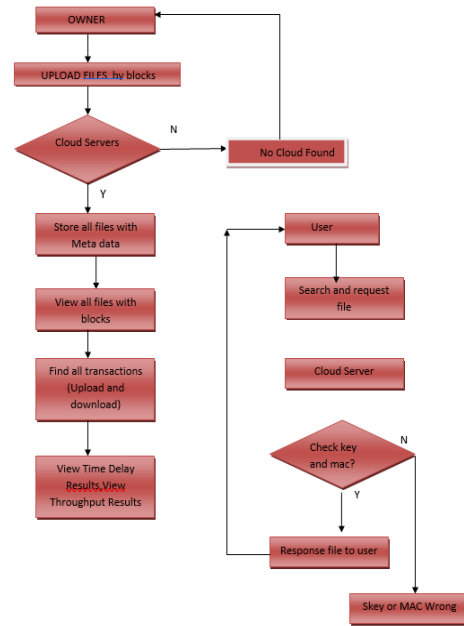 OWNER
UPLOAD FILES by blocks
Cloud Servers
N
No Cloud Found
Y
Store all files with
Meta data
View all files with
blocks
Find all transactions
(Upload and
download)
View Time Delay
Results,View
Throughput Results
User
Search and request
file
Cloud Server
Check key
and mac?
N
Y
Response file to user
Skey or MAC Wrong